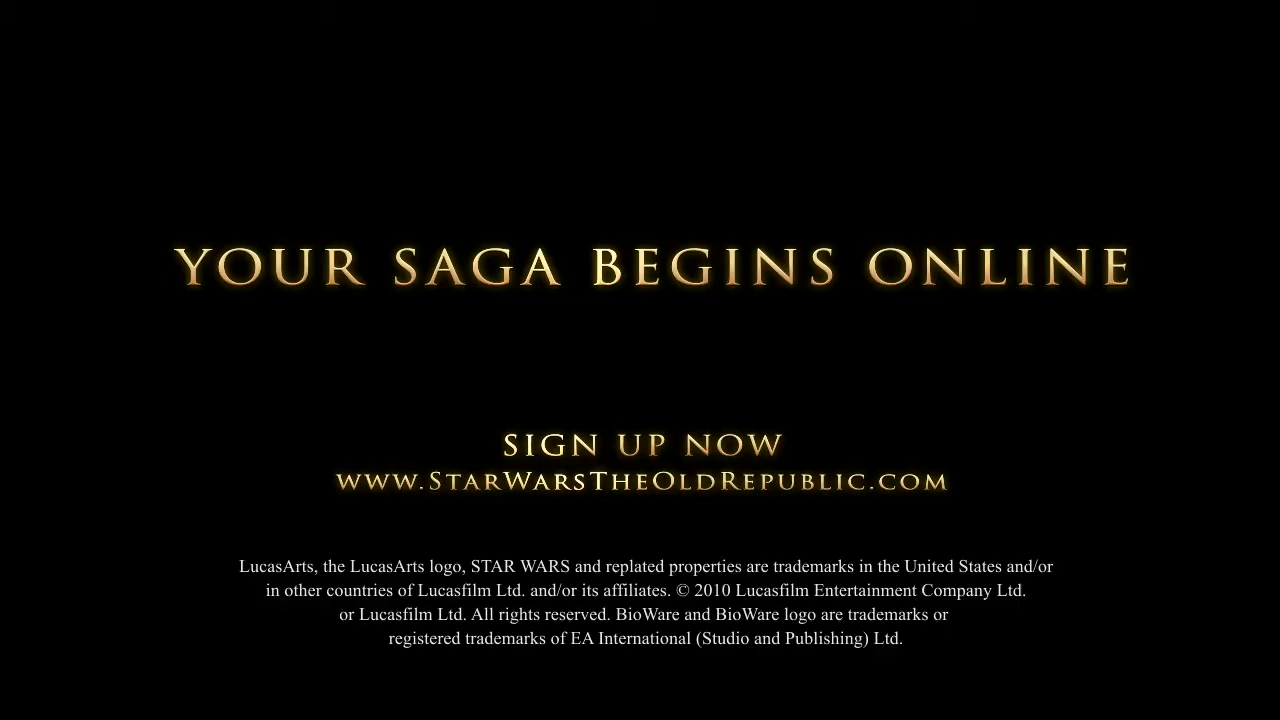 YOUR SAGA BEGINS ONLINE
SIGN UP NOW
WWW.STARWARSTHEOLDREPUBLIC.COM
LucasArts, the LucasArts logo, STAR WARS and replated properties are trademarks in the United States and/or
in other countries of Lucasfilm Ltd. and/or its affiliates. © 2010 Lucasfilm Entertainment Company Ltd.
or Lucasfilm Ltd. All rights reserved. BioWare and BioWare logo are trademarks or
registered trademarks of EA International (Studio and Publishing) Ltd.